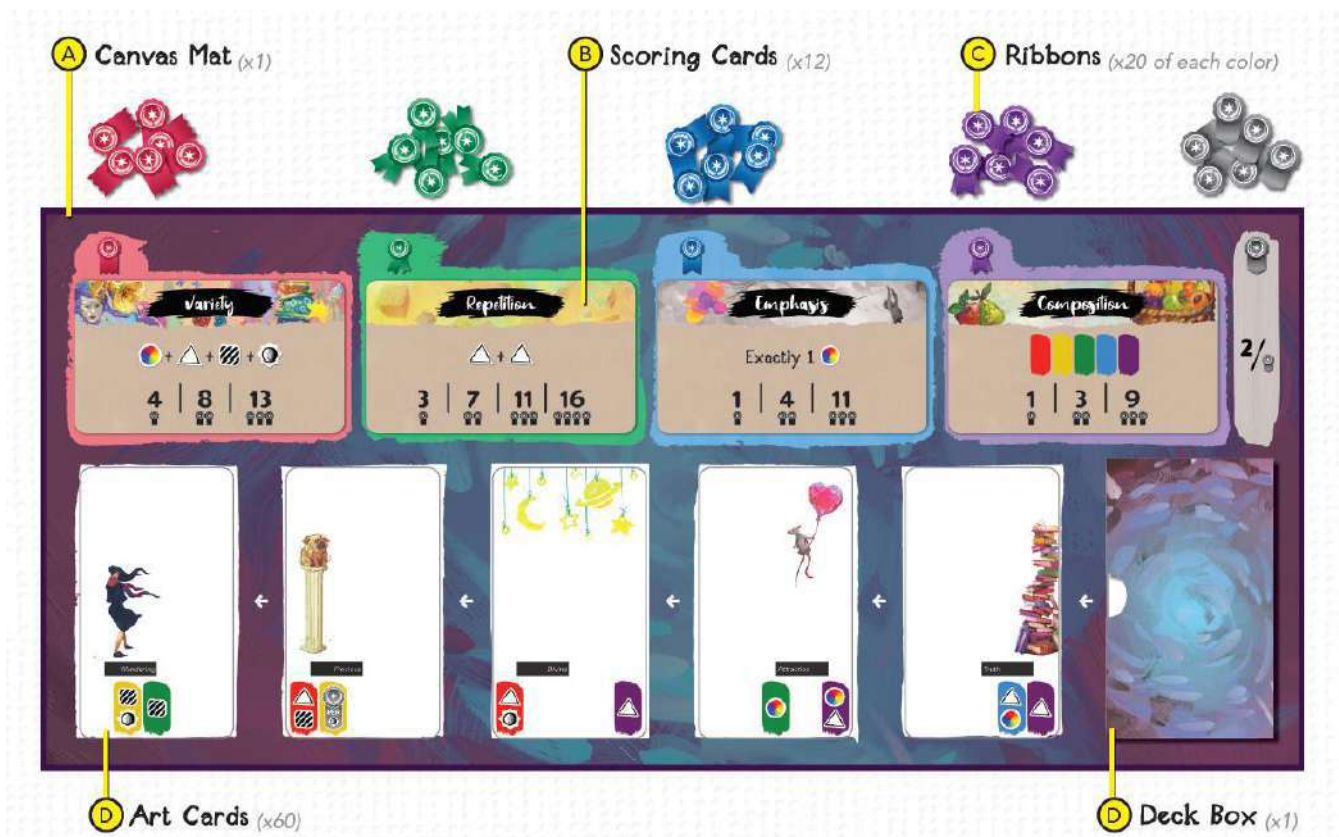 A Canvas Mat (x1)
B Scoring Cards (x12)
C Ribbons (x20 of each color)
Variety
+ + +
4 | 8 | 13
Repetition
+
3 | 7 | 11 | 16
Emphasis
Exactly 1
1 | 4 | 11
Composition
1 | 3 | 9
2/
Wandering
Precious
Divine
Attraction
Truth
D Art Cards (x60)
D Deck Box (x1)